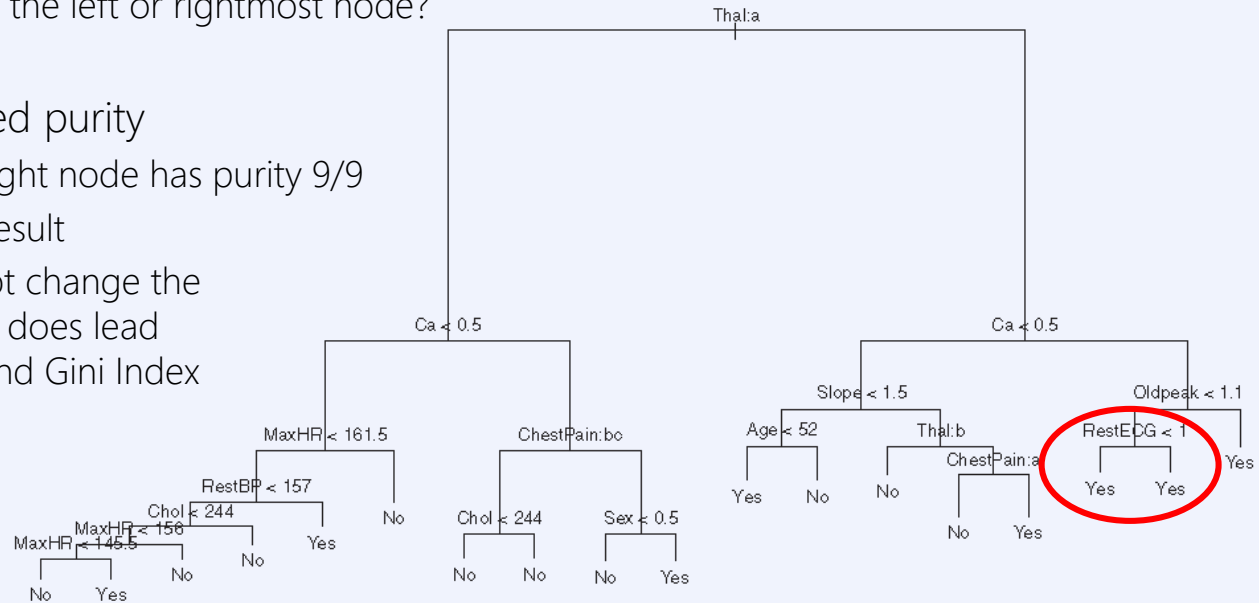 the left or rightmost node?
ed purity
ght node has purity 9/9
esult
ot change the
does lead
nd Gini Index
Thal:a
Ca < 0.5
Ca < 0.5
Slope < 1.5
Oldpeak < 1.1
MaxHR < 161.5
ChestPain:bc
Age < 52
Thal:b
RestECG < 1
ChestPain:a
Yes
RestBP < 157
Yes
No
No
Yes
Yes
Chol < 244
No
Chol < 244
Sex < 0.5
MaxHR < 156
No
Yes
MaxHR < 145.5
Yes
No
No
No
No
No
Yes
No
Yes